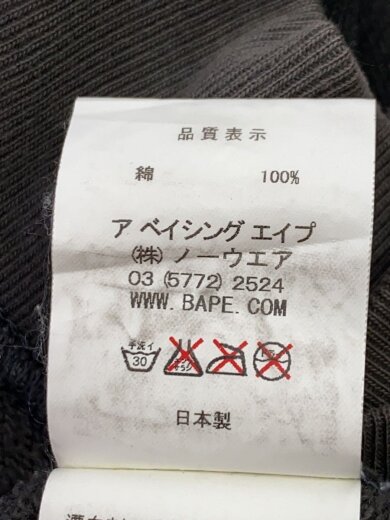 品質表示
綿 100%
ア ベイシング エイプ
(株) ノーウエア
03 (5772) 2524
WWW. BAPE. COM
手洗イ
30
日本製